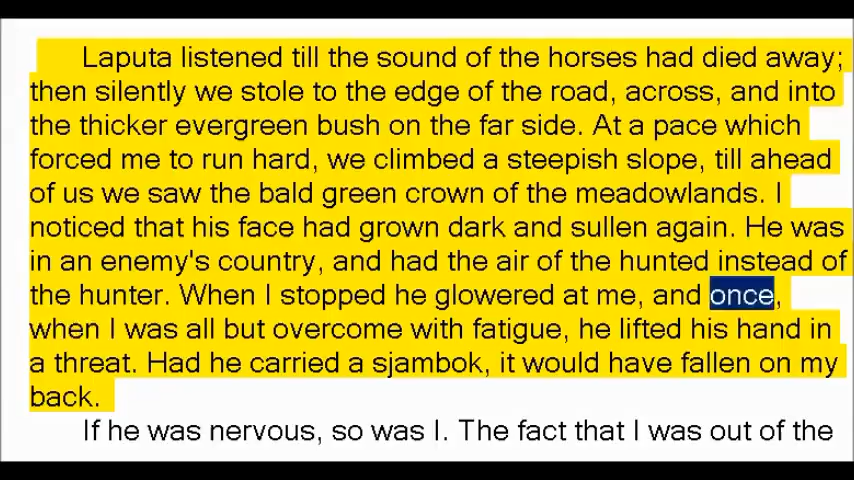 Laputa listened till the sound of the horses had died away;
then silently we stole to the edge of the road, across, and into
the thicker evergreen bush on the far side. At a pace which
forced me to run hard, we climbed a steepish slope, till ahead
of us we saw the bald green crown of the meadowlands. I
noticed that his face had grown dark and sullen again. He was
in an enemy's country, and had the air of the hunted instead of
the hunter. When I stopped he glowered at me, and once,
when I was all but overcome with fatigue, he lifted his hand in
a threat. Had he carried a sjambok, it would have fallen on my
back.
If he was nervous, so was I. The fact that I was out of the